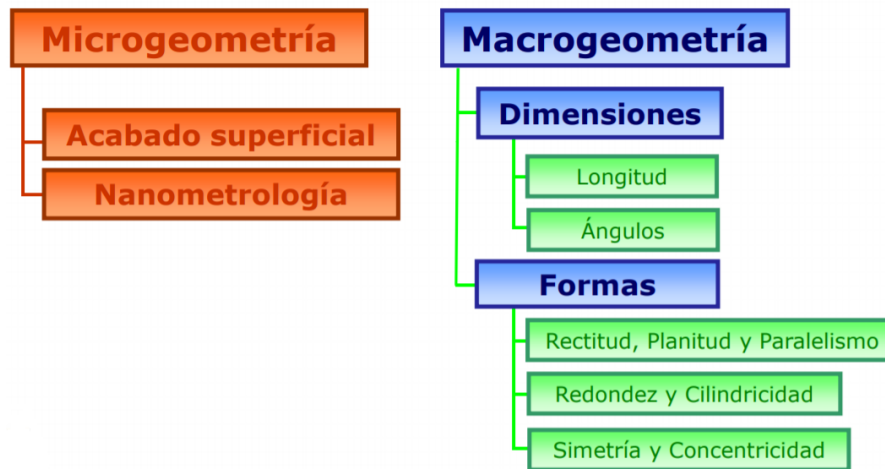 Microgeometría
Acabado superficial
Nanometrología
Macrogeometría
Dimensiones
Longitud
Ángulos
Formas
Rectitud, Planitud y Paralelismo
Redondez y Cilindricidad
Simetría y Concentricidad